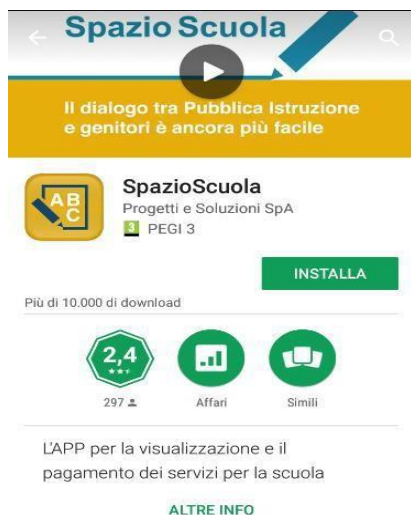 Spazio Scuola
Il dialogo tra Pubblica Istruzione
e genitori è ancora più facile
ABC
SpazioScuola
Progetti e Soluzioni SpA
3 PEGI 3
INSTALLA
Più di 10.000 di download
2,4
297
Affari
Simili
L'APP per la visualizzazione e il
pagamento dei servizi per la scuola
ALTRE INFO